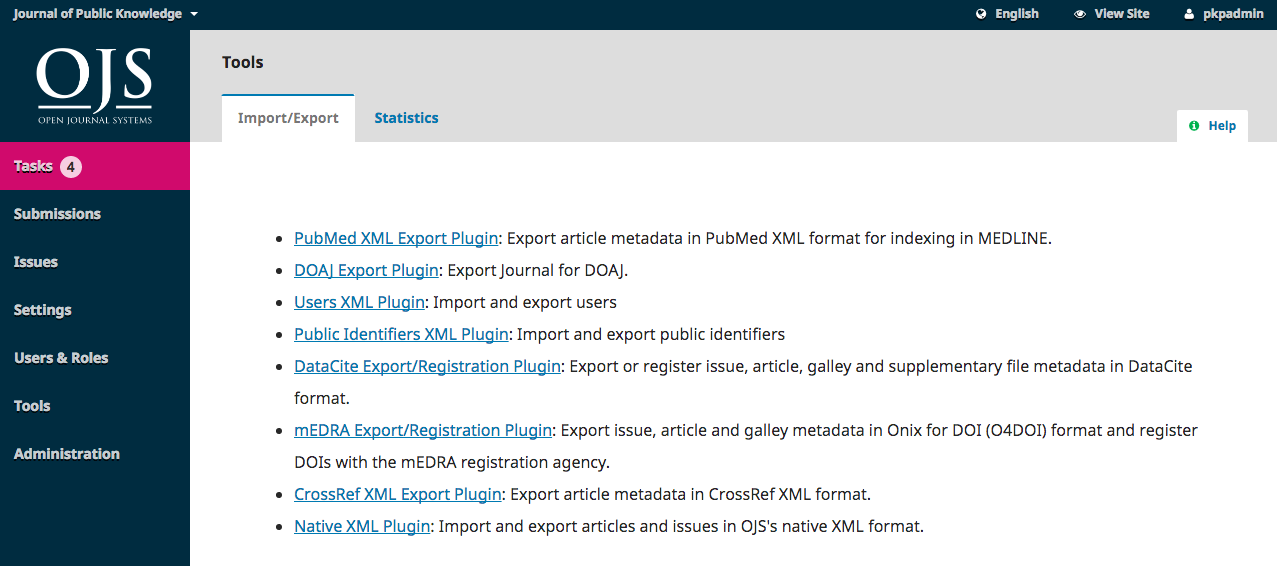 Journal of Public Knowledge
English
View Site
pkpadmin
OJS
OPEN JOURNAL SYSTEMS
Tools
Import/Export
Statistics
Help
Tasks 4
Submissions
Issues
Settings
Users & Roles
Tools
Administration
PubMed XML Export Plugin: Export article metadata in PubMed XML format for indexing in MEDLINE.
DOAJ Export Plugin: Export Journal for DOAJ.
Users XML Plugin: Import and export users
Public Identifiers XML Plugin: Import and export public identifiers
DataCite Export/Registration Plugin: Export or register issue, article, galley and supplementary file metadata in DataCite
format.
mEDRA Export/Registration Plugin: Export issue, article and galley metadata in Onix for DOI (O4DOI) format and register
DOIs with the mEDRA registration agency.
CrossRef XML Export Plugin: Export article metadata in CrossRef XML format.
Native XML Plugin: Import and export articles and issues in OJS's native XML format.